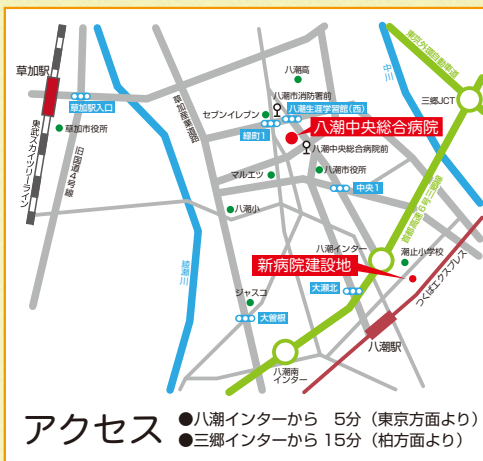 東京外環自動車道
中川
三郷JCT
草加駅
草加駅入口
草加市役所
東武スカイツリーライン
旧国道4号線
草加産業道路
八潮高
八潮市消防署前
セブンイレブン
八潮生涯学習館(西)
緑町1
八潮中央総合病院
八潮中央総合病院前
マルエツ
八潮市役所
中央1
八潮小
首都高速6号三郷線
綾瀬川
八潮インター
潮止小学校
新病院建設地
つくばエクスプレス
ジャスコ
大瀬北
大曽根
八潮駅
八潮南
インター
アクセス
●八潮インターから 5分(東京方面より)
●三郷インターから 15分(柏方面より)